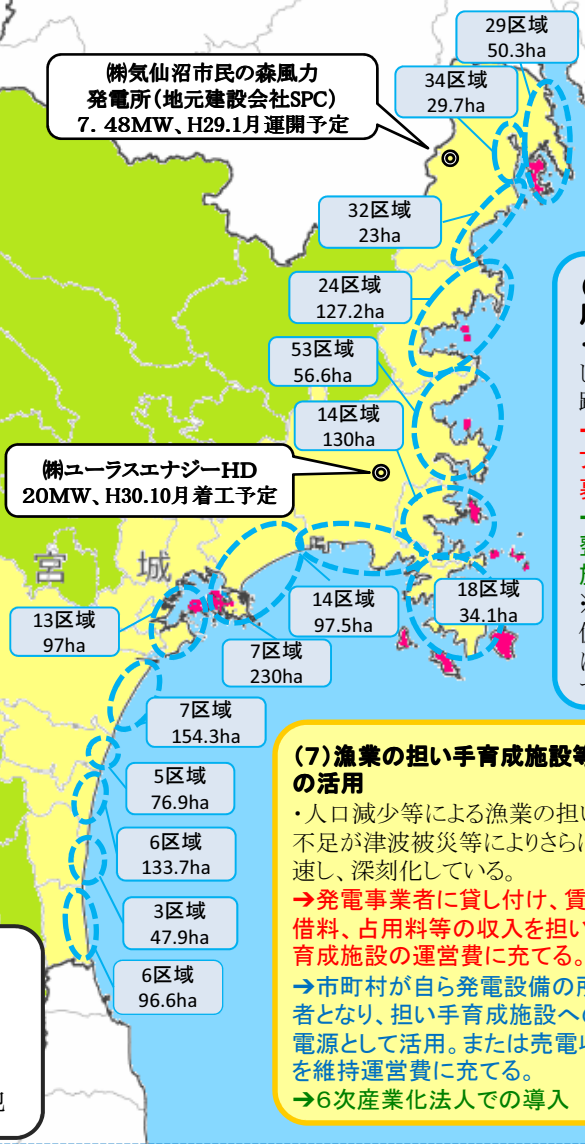 29区域
50.3ha
㈱気仙沼市民の森風力
発電所（地元建設会社SPC）
7．48MW、H29.1月運開予定
34区域
29.7ha
32区域
23ha
24区域
127.2ha
53区域
56.6ha
14区域
130ha
㈱ユーラスエナジーHD
20MW、H30.10月着工予定
宮城
18区域
34.1ha
14区域
97.5ha
13区域
97ha
7区域
230ha
7区域
154.3ha
5区域
76.9ha
6区域
133.7ha
3区域
47.9ha
6区域
96.6ha
（7）漁業の担い手育成施設等
の活用
・人口減少等による漁業の担い
不足が津波被災等によりさらに
速し、深刻化している。
→発電事業者に貸し付け、賃
借料、占用料等の収入を担い
育成施設の運営費に充てる。
→市町村が自ら発電設備の所
者となり、担い手育成施設への
電源として活用。または売電収
を維持運営費に充てる。
→6次産業化法人での導入